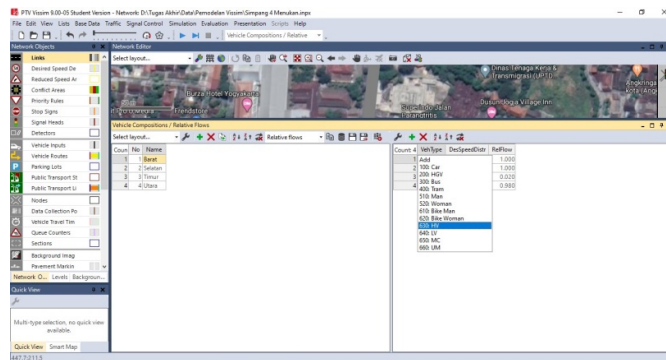 PTV Vissim 9.00-05 Student Version - Network: D:\Tugas Akhir\Data\Pemodelan Vissim\Simpang 4 Menukan.inpx
File Edit View Lists Base Data Traffic Signal Control Simulation Evaluation Presentation Scripts Help
Vehicle Compositions / Relative
Network Objects
Network Editor
Select layout...
Links
Desired Speed De
Reduced Speed Ar
Conflict Areas
Priority Rules
Stop Signs
Signal Heads
Detectors
Vehicle Inputs
Vehicle Routes
Parking Lots
Public Transport St
Public Transport Li
Nodes
Data Collection Po
Vehicle Travel Tim
Queue Counters
Sections
Background Imag
Pavement Markin
Network O... Levels Backgroun...
Burza Hotel Yogyakarta
Trendstore
Dinas Tenaga Kerja &
Transmigrasi (UPTD
Superindo Jalan
Parangtritis
Dusun Jogja Village Inn
Angkringa
Vehicle Compositions / Relative Flows
Select layout...
Relative flows
Coun No Name
1 1 Barat
2 2 Selatan
3 3 Timur
4 4 Utara
Count: 4 VehType DesSpeedDistr RelFlow
1 Add 1.000
2 100: Car 1.000
3 200: HGV 0.020
4 300: Bus 0.980
400: Tram
510: Man
520: Woman
610: Bike Man
620: Bike Woman
630: HV
640: LV
650: MC
660: UM
Quick View
Multi-type selection, no quick view
available.
Quick View Smart Map